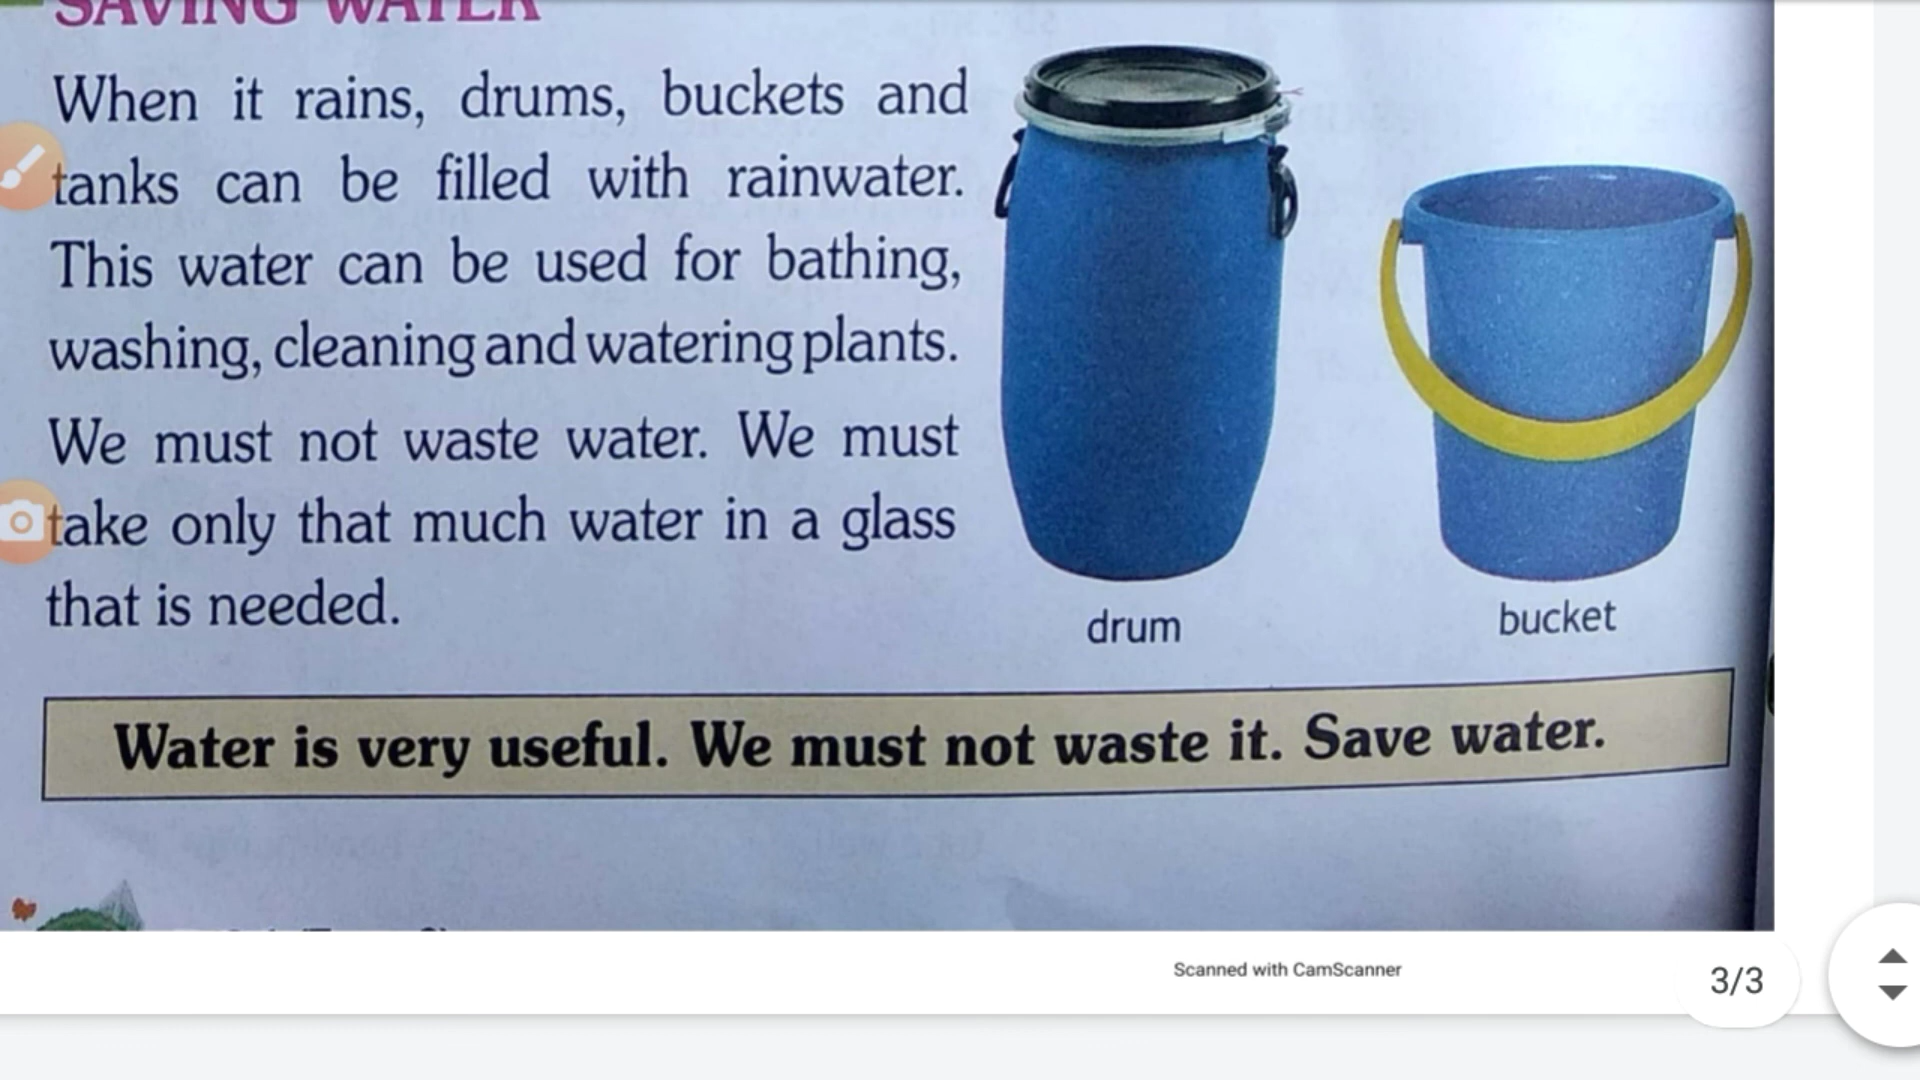 SAVING WATER
When it rains, drums, buckets and
tanks can be filled with rainwater.
This water can be used for bathing,
washing, cleaning and watering plants.
We must not waste water. We must
take only that much water in a glass
that is needed.
drum
bucket
Water is very useful. We must not waste it. Save water.
Scanned with CamScanner
3/3